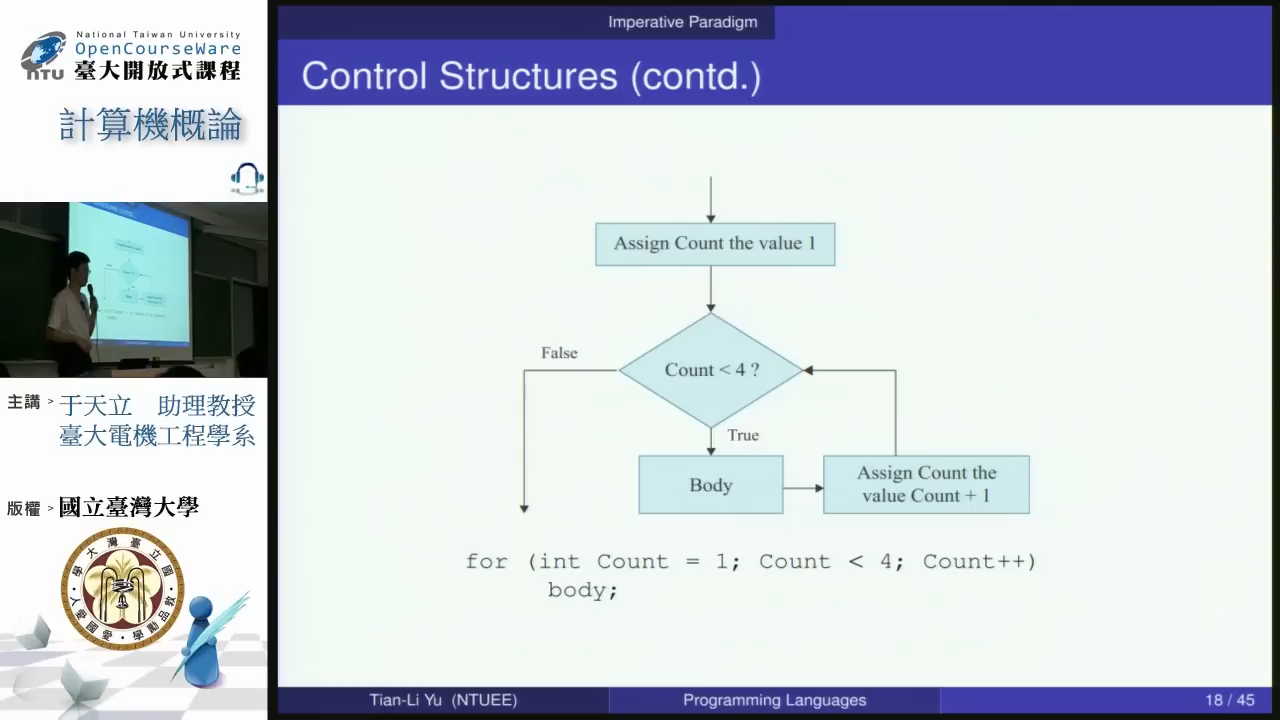 National Taiwan University
OpenCourseWare
臺大開放式課程
NTU
計算機概論
主講 > 于天立 助理教授
臺大電機工程學系
版權 > 國立臺灣大學
Imperative Paradigm
Control Structures (contd.)
Assign Count the value 1
Count < 4 ?
False
True
Body
Assign Count the
value Count + 1
for (int Count = 1; Count < 4; Count++)
body;
Tian-Li Yu (NTUEE)
Programming Languages
18 / 45